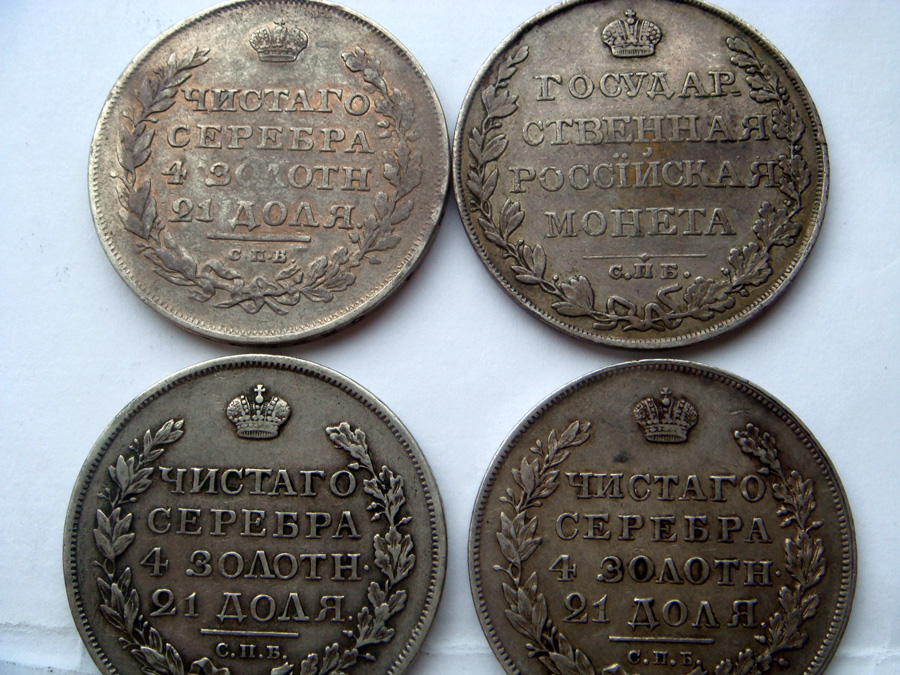 ЧИСТАГО
СЕРЕБРА
4 ЗОЛОТН
21 ДОЛЯ.
С П Б.
ГОСУДАР
СТВЕННАЯ
РОССІЙСКАЯ
МОНЕТА
С.П Б.
ЧИСТАГО
СЕРЕБРА
4 ЗОЛОТН.
21 ДОЛЯ.
С.П.Б.
ЧИСТАГО
СЕРЕБРА
4 ЗОЛОТН.
21 ДОЛЯ.
С.П.Б.